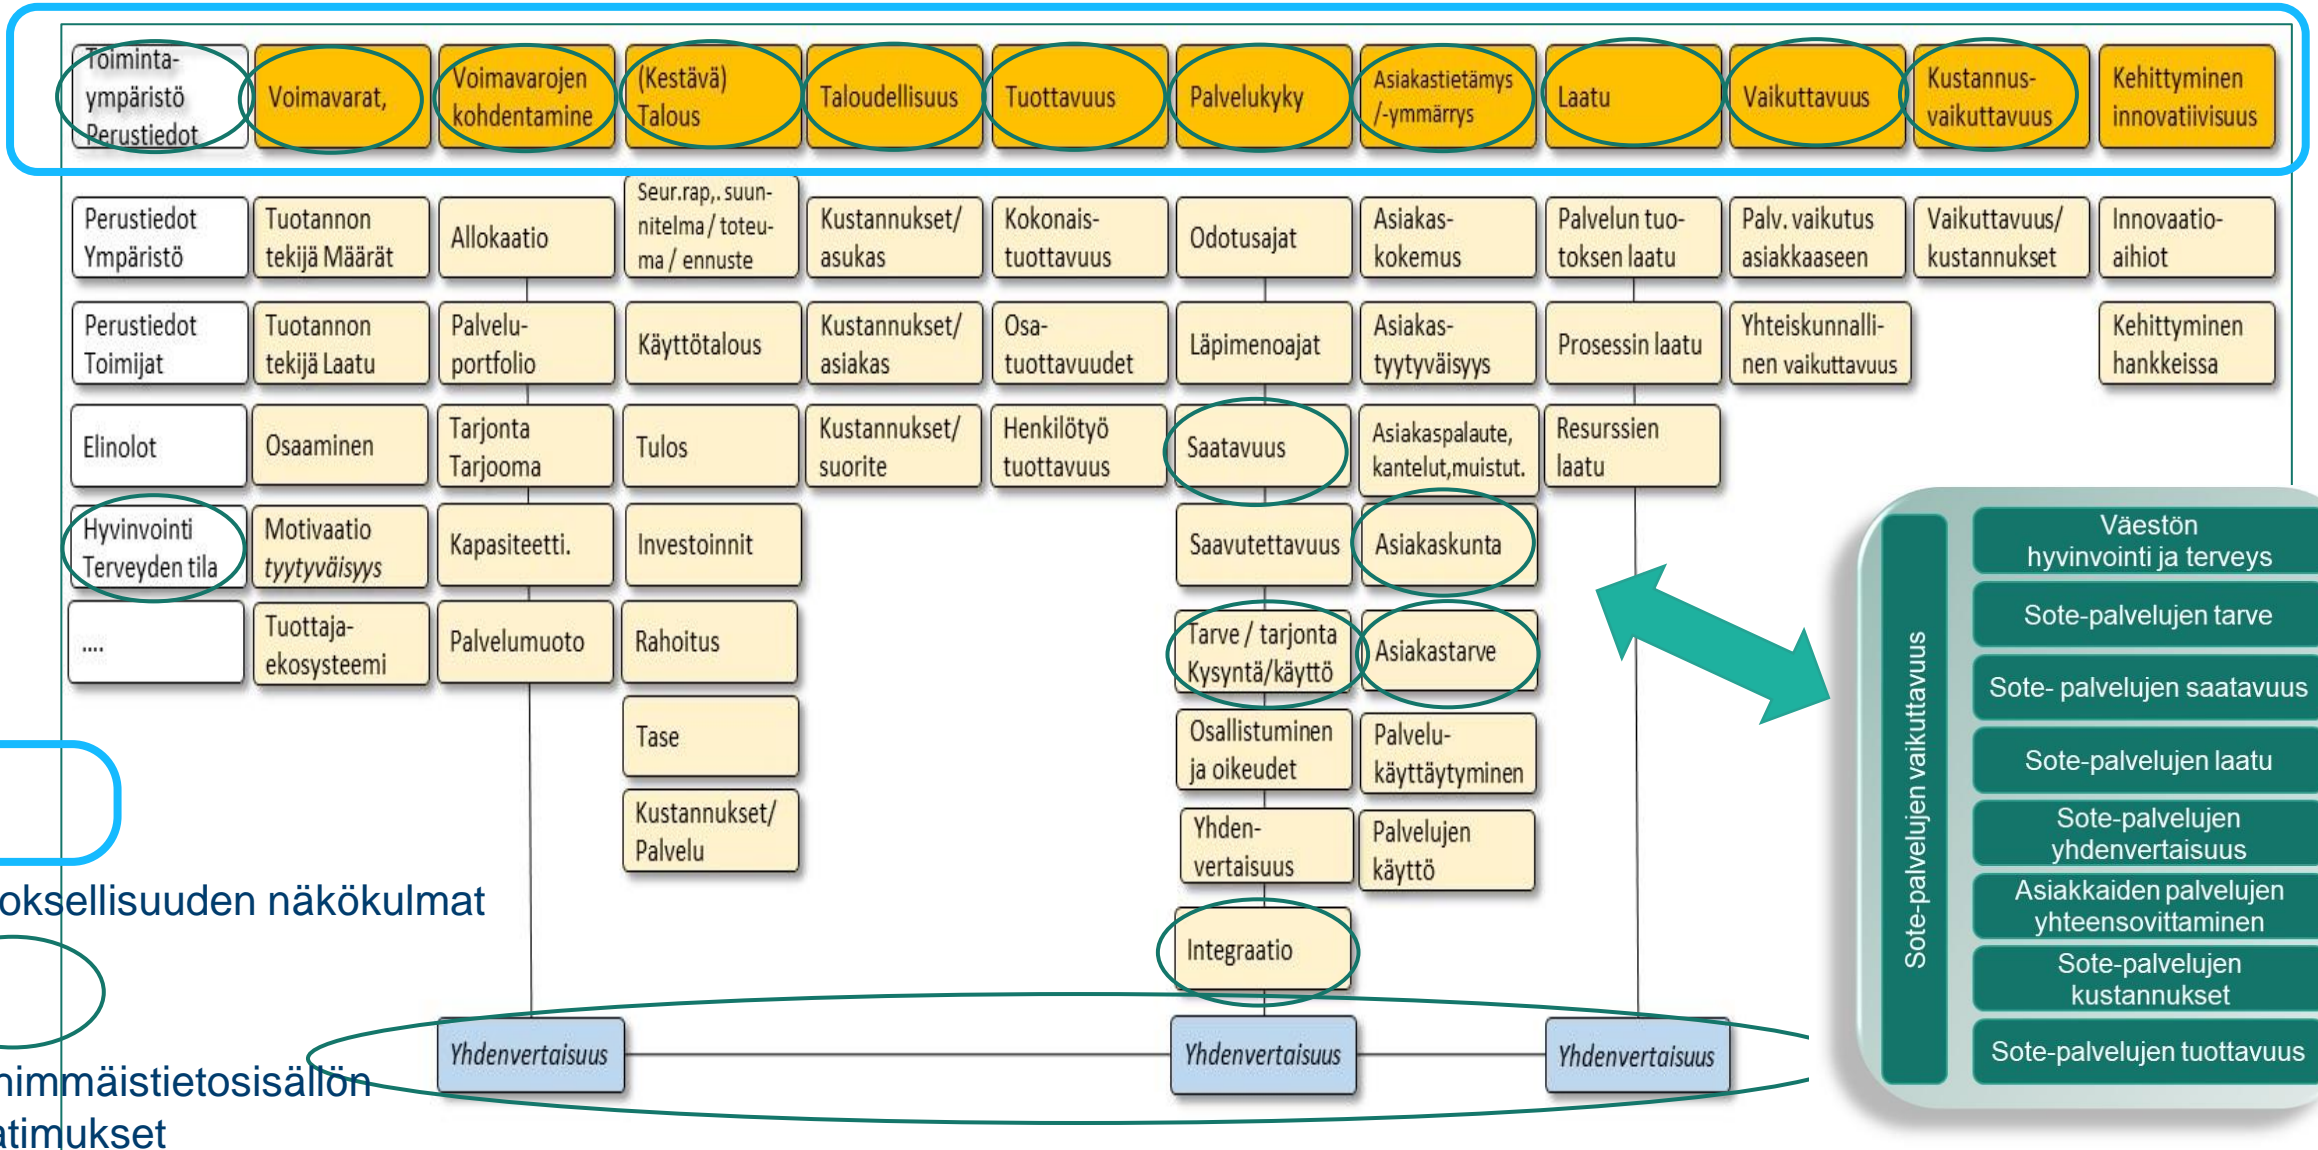 Toiminta-
ympäristö
Perustiedot
Voimavarat,
Voimavarojen
kohdentamine
(Kestävä)
Talous
Taloudellisuus
Tuottavuus
Palvelukyky
Asiakastietämys
/-ymmärrys
Laatu
Vaikuttavuus
Kustannus-
vaikuttavuus
Kehittyminen
innovatiivisuus
Perustiedot
Ympäristö
Tuotannon
tekijä Määrät
Allokaatio
Seur.rap,. suun-
nitelma / toteu-
ma / ennuste
Kustannukset/
asukas
Kokonais-
tuottavuus
Odotusajat
Asiakas-
kokemus
Palvelun tuo-
toksen laatu
Palv. vaikutus
asiakkaaseen
Vaikuttavuus/
kustannukset
Innovaatio-
aihiot
Perustiedot
Toimijat
Tuotannon
tekijä Laatu
Palvelu-
portfolio
Käyttötalous
Kustannukset/
asiakas
Osa-
tuottavuudet
Läpimenoajat
Asiakas-
tyytyväisyys
Prosessin laatu
Yhteiskunnalli-
nen vaikuttavuus
Kehittyminen
hankkeissa
Elinolot
Osaaminen
Tarjonta
Tarjooma
Tulos
Kustannukset/
suorite
Henkilötyö
tuottavuus
Saatavuus
Asiakaspalaute,
kantelut,muistut.
Resurssien
laatu
Hyvinvointi
Terveyden tila
Motivaatio
tyytyväisyys
Kapasiteetti.
Investoinnit
Saavutettavuus
Asiakaskunta
....
Tuottaja-
ekosysteemi
Palvelumuoto
Rahoitus
Tarve / tarjonta
Kysyntä/käyttö
Asiakastarve
Tase
Osallistuminen
ja oikeudet
Palvelu-
käyttäytyminen
Kustannukset/
Palvelu
Yhden-
vertaisuus
Palvelujen
käyttö
Integraatio
Yhdenvertaisuus
Yhdenvertaisuus
Yhdenvertaisuus
oksellisuuden näkökulmat
nimmäistietosisällön
atimukset
Sote-palvelujen vaikuttavuus
Väestön
hyvinvointi ja terveys
Sote-palvelujen tarve
Sote- palvelujen saatavuus
Sote-palvelujen laatu
Sote-palvelujen
yhdenvertaisuus
Asiakkaiden palvelujen
yhteensovittaminen
Sote-palvelujen
kustannukset
Sote-palvelujen tuottavuus